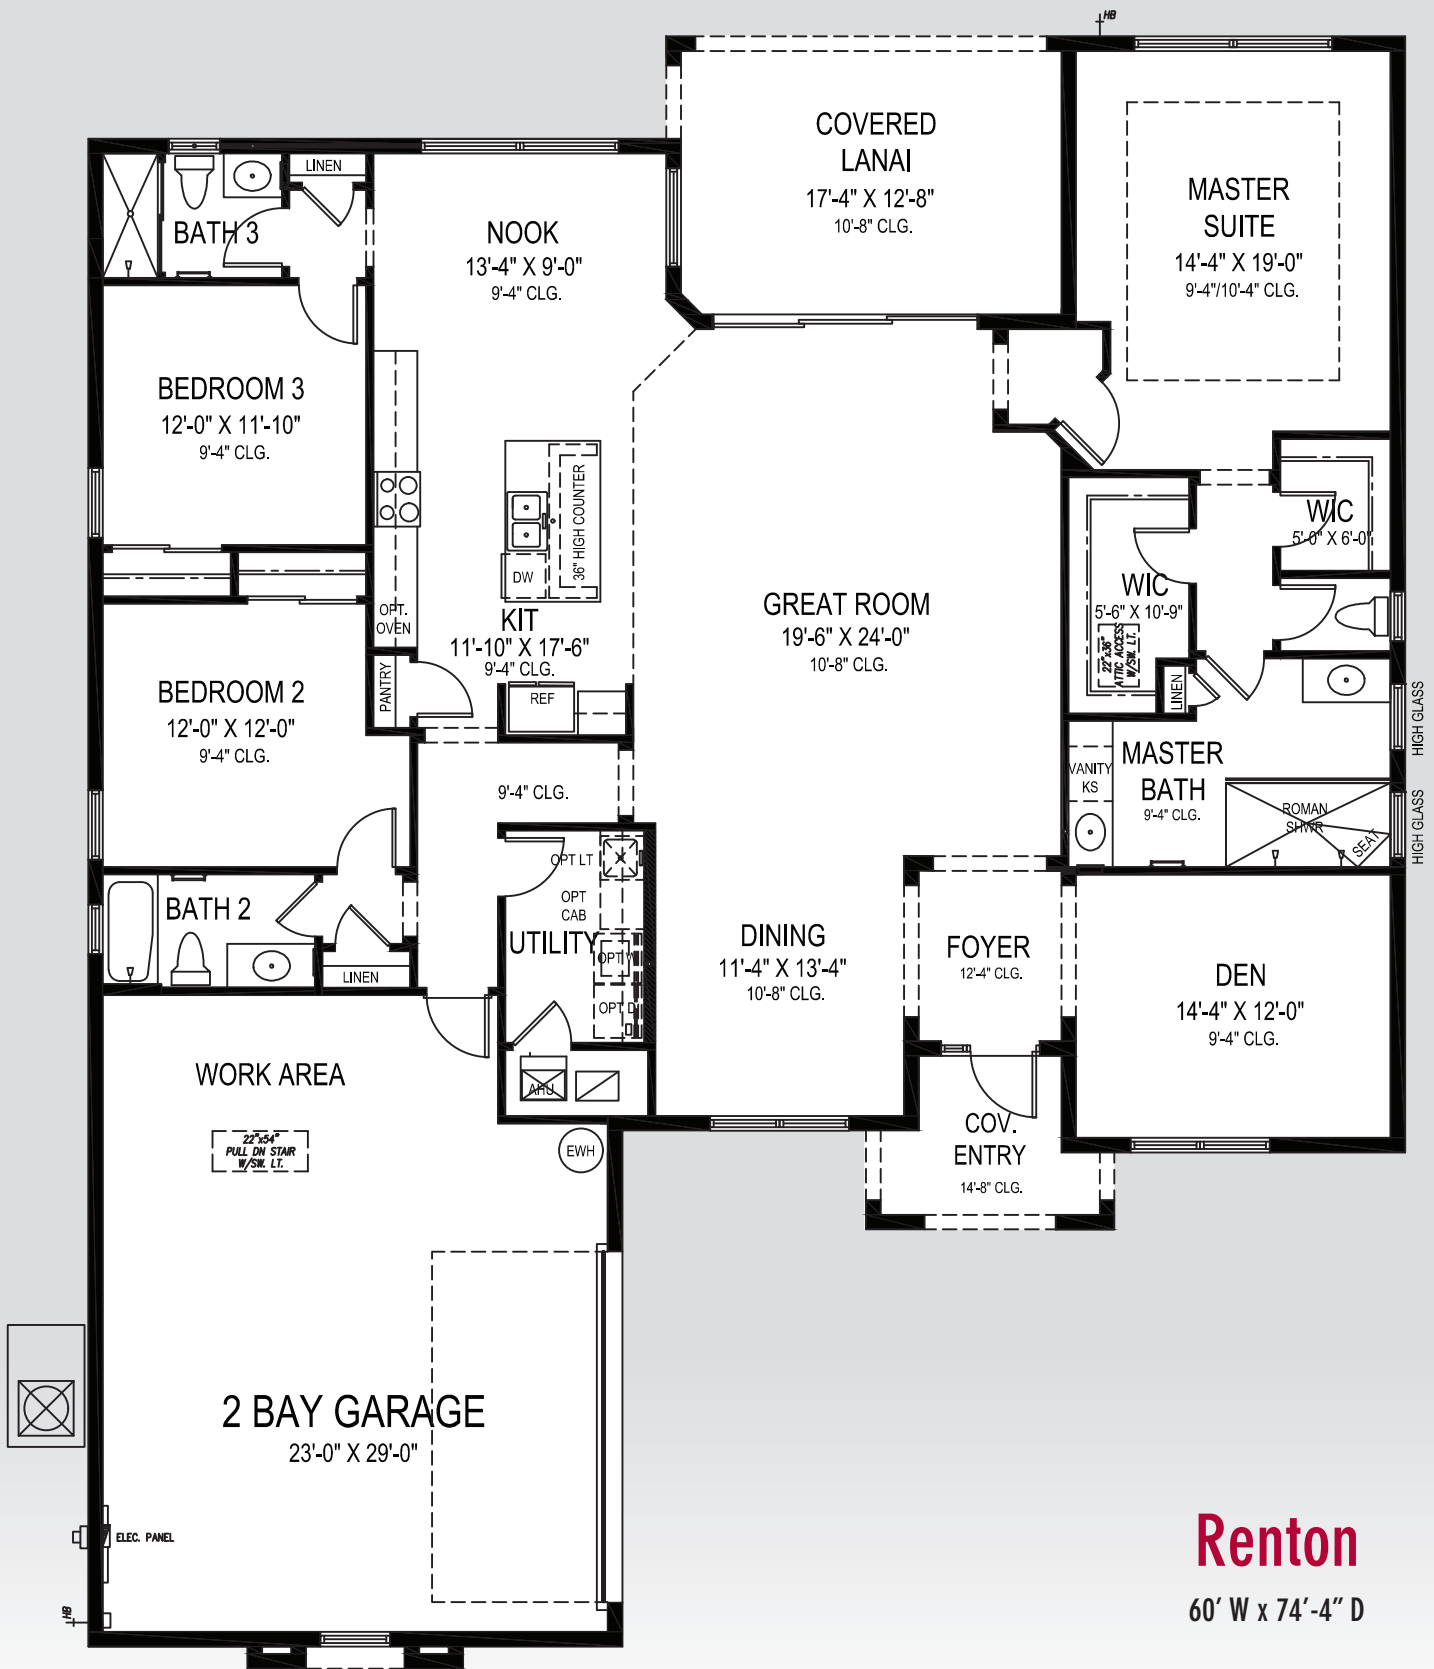 HB
COVERED
LANAI
17'-4" X 12'-8"
10'-8" CLG.
MASTER
SUITE
14'-4" X 19'-0"
9'-4"/10'-4" CLG.
LINEN
BATH 3
NOOK
13'-4" X 9'-0"
9'-4" CLG.
BEDROOM 3
12'-0" X 11'-10"
9'-4" CLG.
36" HIGH COUNTER
DW
OPT.
OVEN
KIT
11'-10" X 17'-6"
9'-4" CLG.
PANTRY
REF
GREAT ROOM
19'-6" X 24'-0"
10'-8" CLG.
WIC
5'-0" X 6'-0"
WIC
5'-6" X 10'-9"
22"x36"
ATTIC ACCESS
W/SW. LT.
LINEN
BEDROOM 2
12'-0" X 12'-0"
9'-4" CLG.
9'-4" CLG.
MASTER
BATH
9'-4" CLG.
VANITY
KS
ROMAN
SHWR
SEAT
HIGH GLASS
HIGH GLASS
BATH 2
LINEN
OPT LT
OPT
CAB
UTILITY
OPT W
OPT D
AHU
DINING
11'-4" X 13'-4"
10'-8" CLG.
FOYER
12'-4" CLG.
DEN
14'-4" X 12'-0"
9'-4" CLG.
WORK AREA
22"x54"
PULL DN STAIR
W/SW. LT.
EWH
COV.
ENTRY
14'-8" CLG.
2 BAY GARAGE
23'-0" X 29'-0"
ELEC. PANEL
HB
Renton
60' W x 74'-4" D